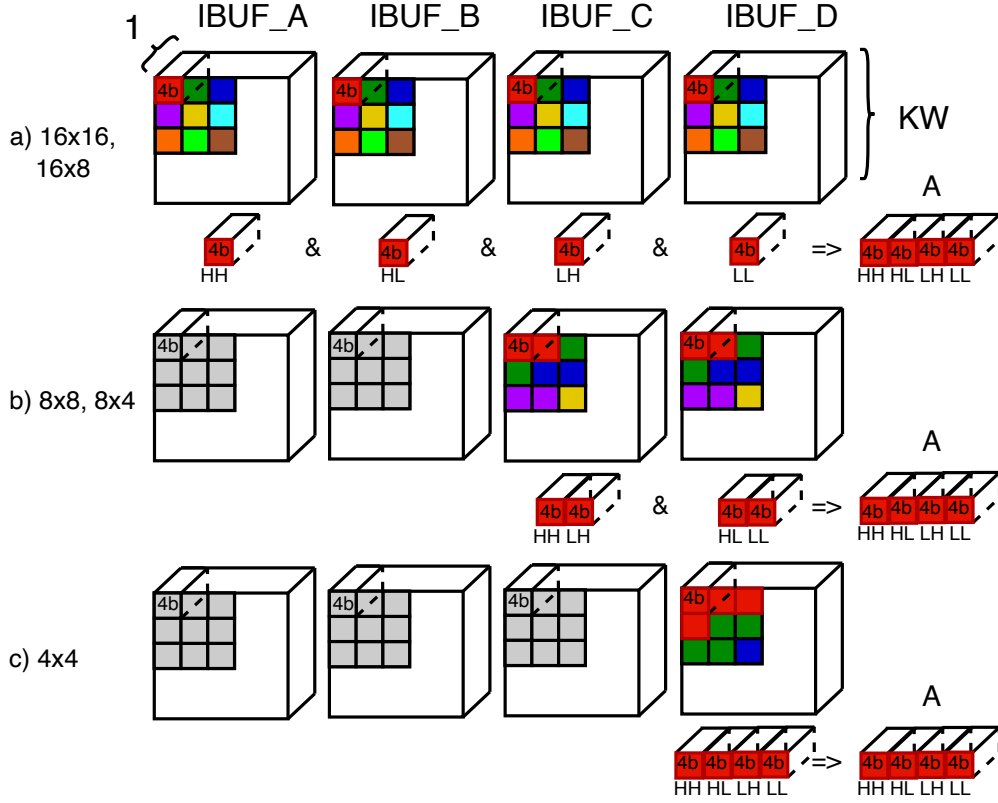 1 IBUF_A IBUF_B IBUF_C IBUF_D
4b 4b 4b 4b
a) 16x16,
16x8
KW
A
4b & 4b & 4b & 4b => 4b 4b 4b 4b
HH HL LH LL HH HL LH LL
4b 4b 4b 4b
b) 8x8, 8x4
A
4b 4b & 4b 4b => 4b 4b 4b 4b
HH LH HL LL HH HL LH LL
4b 4b 4b 4b
c) 4x4
A
4b 4b 4b 4b => 4b 4b 4b 4b
HH HL LH LL HH HL LH LL